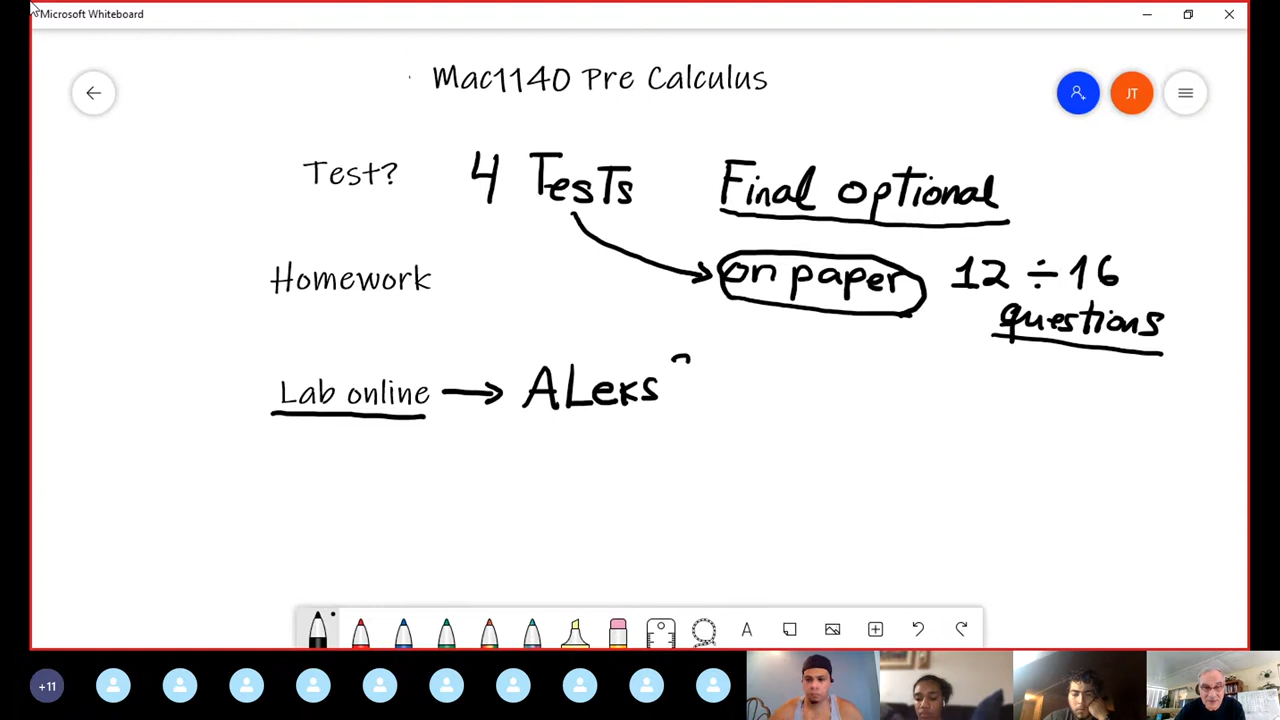 Microsoft Whiteboard
Mac1140 Pre Calculus
JT
Test? 4 Tests Final optional
Homework on paper 12 ÷ 16
questions
Lab online → ALeks
A
+11